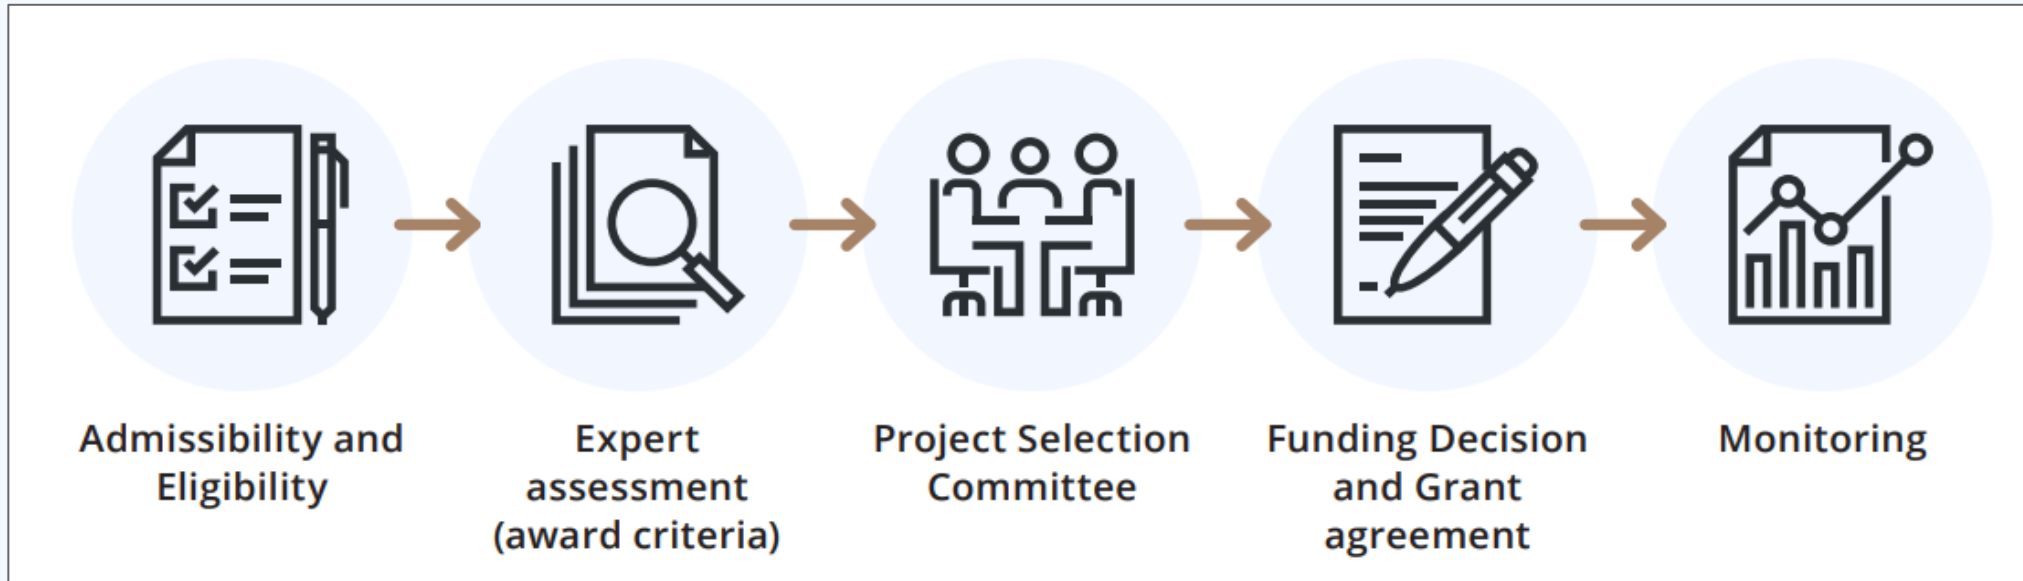 Admissibility and
Eligibility
Expert
assessment
(award criteria)
Project Selection
Committee
Funding Decision
and Grant
agreement
Monitoring